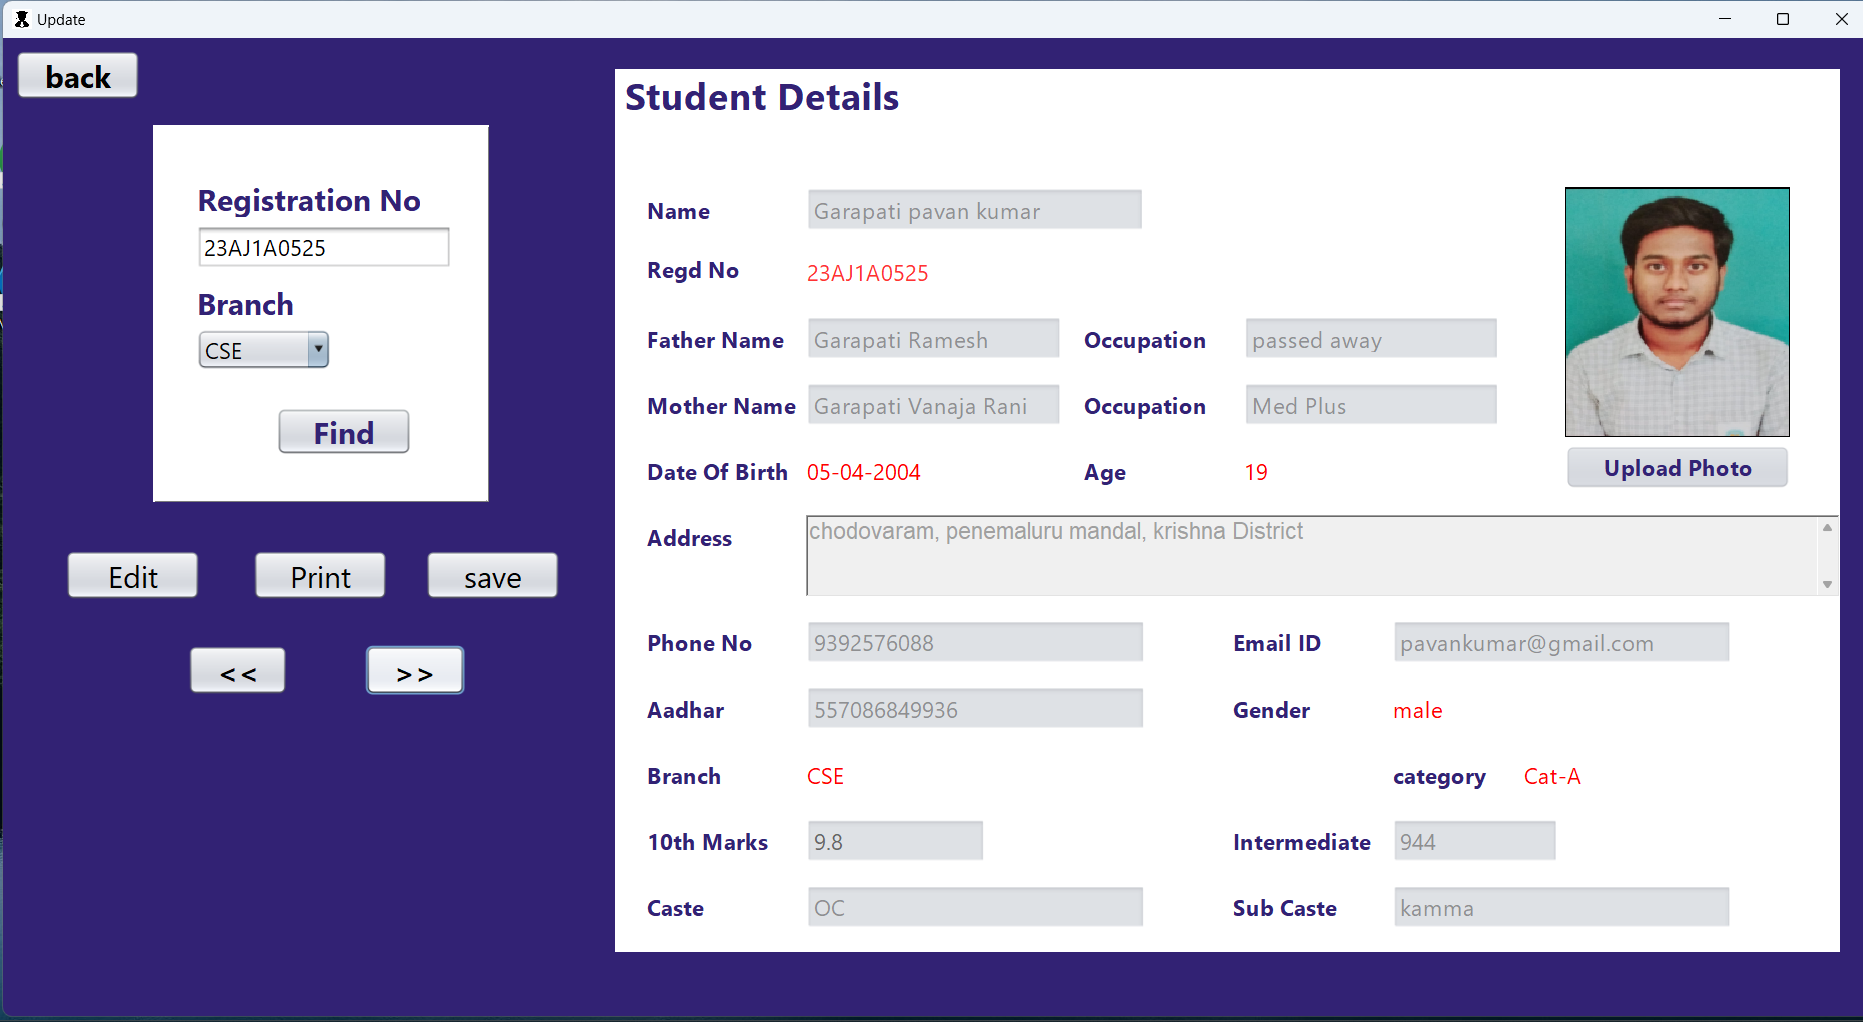 Update
back
Registration No
23AJ1A0525
Branch
CSE
Find
Edit Print save
<< >>
Student Details
Name Garapati pavan kumar
Regd No 23AJ1A0525
Father Name Garapati Ramesh Occupation passed away
Mother Name Garapati Vanaja Rani Occupation Med Plus
Date Of Birth 05-04-2004 Age 19
Upload Photo
Address chodovaram, penemaluru mandal, krishna District
Phone No 9392576088 Email ID pavankumar@gmail.com
Aadhar 557086849936 Gender male
Branch CSE category Cat-A
10th Marks 9.8 Intermediate 944
Caste OC Sub Caste kamma